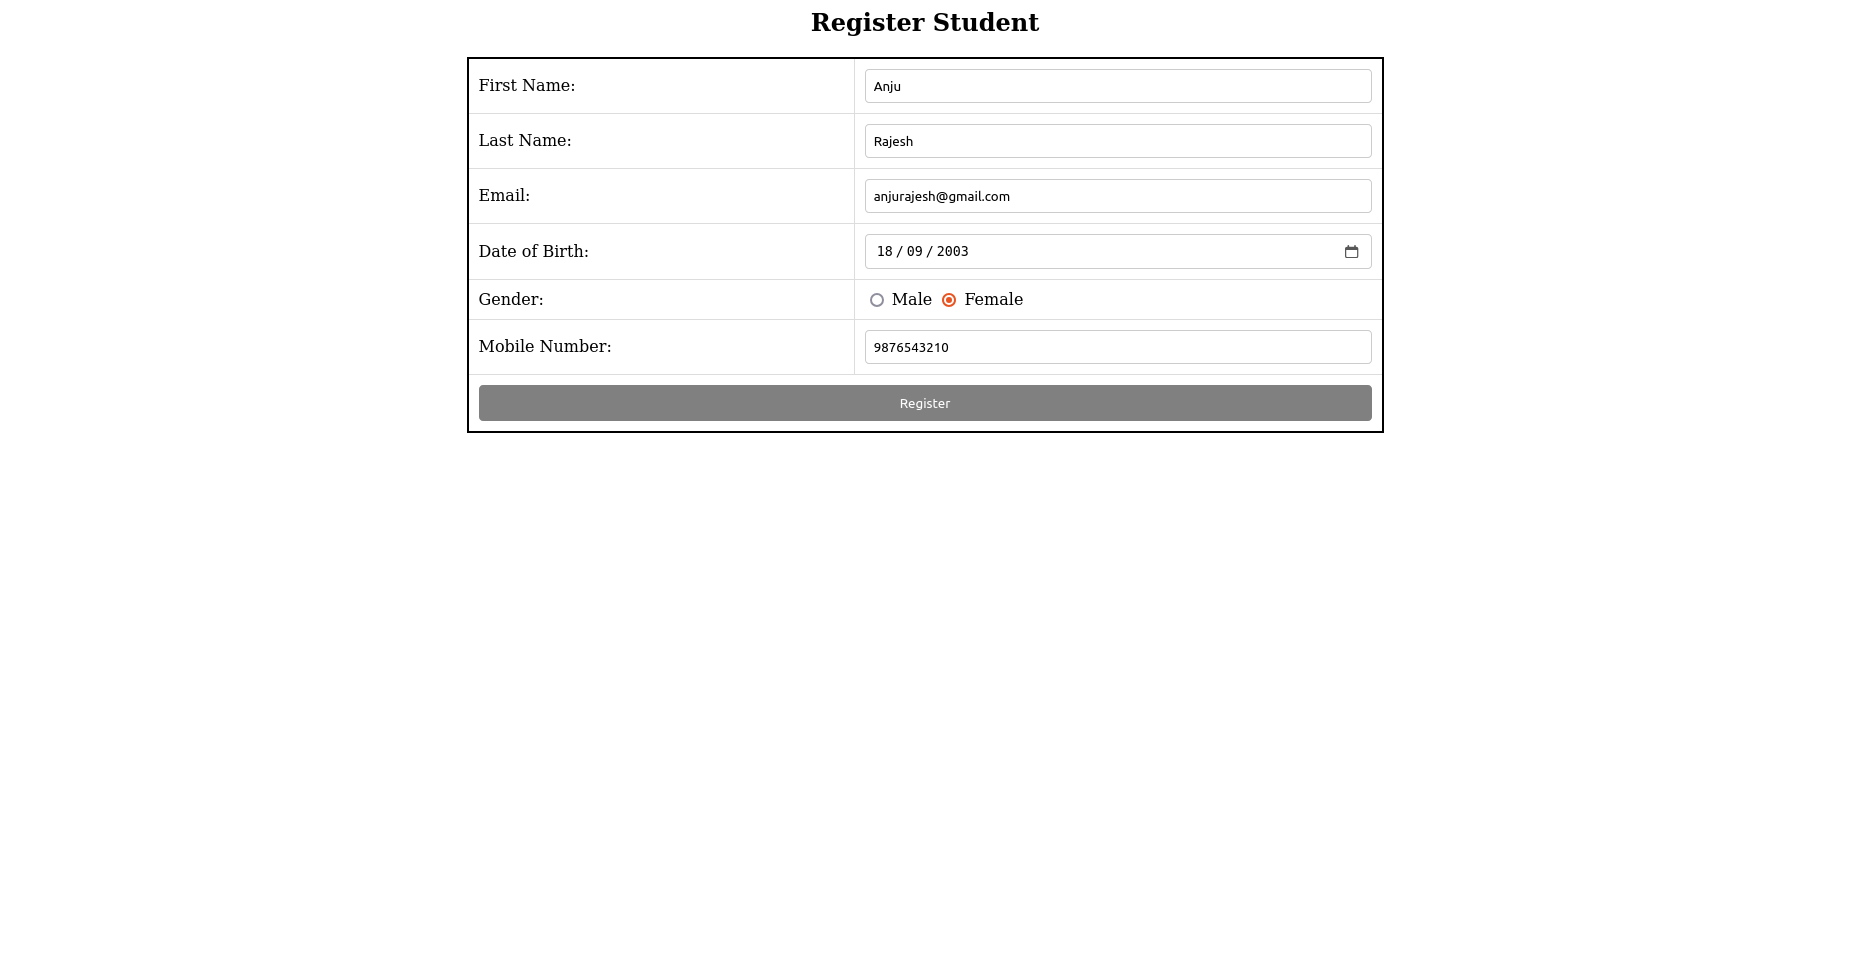 Register Student
First Name: Anju
Last Name: Rajesh
Email: anjurajesh@gmail.com
Date of Birth: 18 / 09 / 2003
Gender: Male Female
Mobile Number: 9876543210
Register